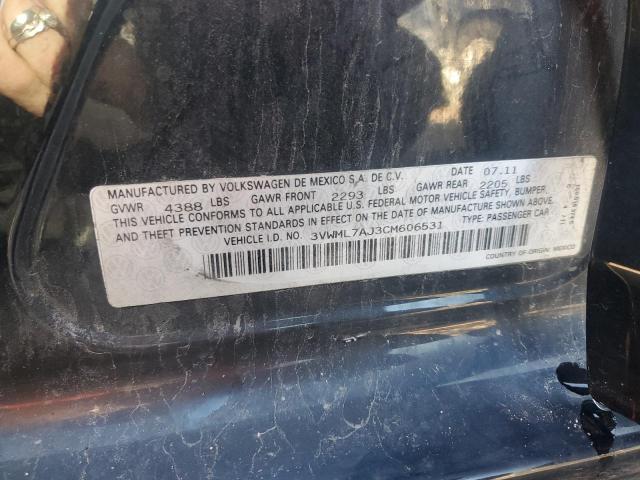 MANUFACTURED BY VOLKSWAGEN DE MEXICO S.A. DE C.V. DATE 07.11
GVWR 4388 LBS GAWR FRONT 2293 LBS GAWR REAR 2205 LBS
THIS VEHICLE CONFORMS TO ALL APPLICABLE U.S. FEDERAL MOTOR VEHICLE SAFETY, BUMPER,
AND THEFT PREVENTION STANDARDS IN EFFECT ON THE DATE OF MANUFACTURE SHOWN ABOVE.
VEHICLE I.D. NO. 3VWML7AJ3CM606531 TYPE: PASSENGER CAR
COUNTRY OF ORIGIN: MEXICO